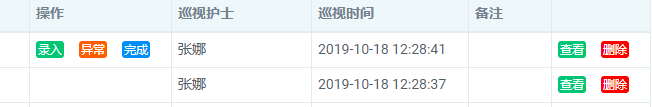 操作 巡视护士 巡视时间 备注
录入 异常 完成 张娜 2019-10-18 12:28:41 查看 删除
张娜 2019-10-18 12:28:37 查看 删除